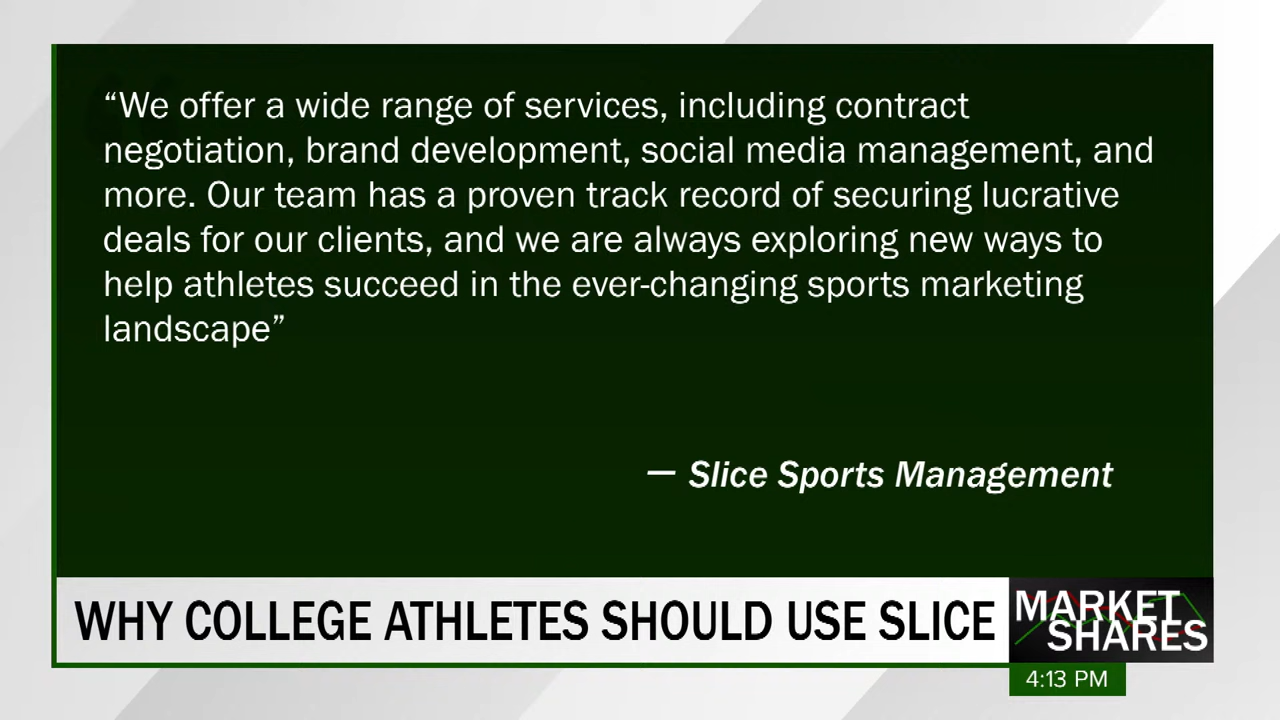 “We offer a wide range of services, including contract
negotiation, brand development, social media management, and
more. Our team has a proven track record of securing lucrative
deals for our clients, and we are always exploring new ways to
help athletes succeed in the ever-changing sports marketing
landscape”
— Slice Sports Management
WHY COLLEGE ATHLETES SHOULD USE SLICE
MARKET
SHARES
4:13 PM